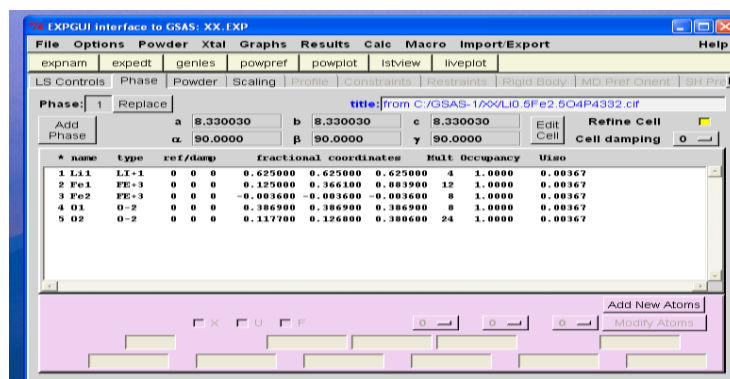 EXPGUI interface to GSAS: XX.EXP
File Options Powder Xtal Graphs Results Calc Macro Import/Export Help
expnam expedt genles powpref powplot lstview liveplot
LS Controls Phase Powder Scaling Profile Constraints Restraints Rigid Body MD Pref Orient SH Pre
Phase: 1 Replace title: from C:/GSAS-1/XX/Li0.5Fe2.5O4P4332.cif
Add Phase a 8.330030 b 8.330030 c 8.330030 Edit Cell Refine Cell
α 90.0000 β 90.0000 γ 90.0000 Cell damping 0
* name type ref/damp fractional coordinates Mult Occupancy Uiso
1 Li1 LI+1 0 0 0 0.625000 0.625000 0.625000 4 1.0000 0.00367
2 Fe1 FE+3 0 0 0 0.125000 0.366100 0.883900 12 1.0000 0.00367
3 Fe2 FE+3 0 0 0 -0.003600 -0.003600 -0.003600 8 1.0000 0.00367
4 O1 O-2 0 0 0 0.386900 0.386900 0.386900 8 1.0000 0.00367
5 O2 O-2 0 0 0 0.117700 0.126800 0.380600 24 1.0000 0.00367
Add New Atoms
X U F 0 0 0 Modify Atoms